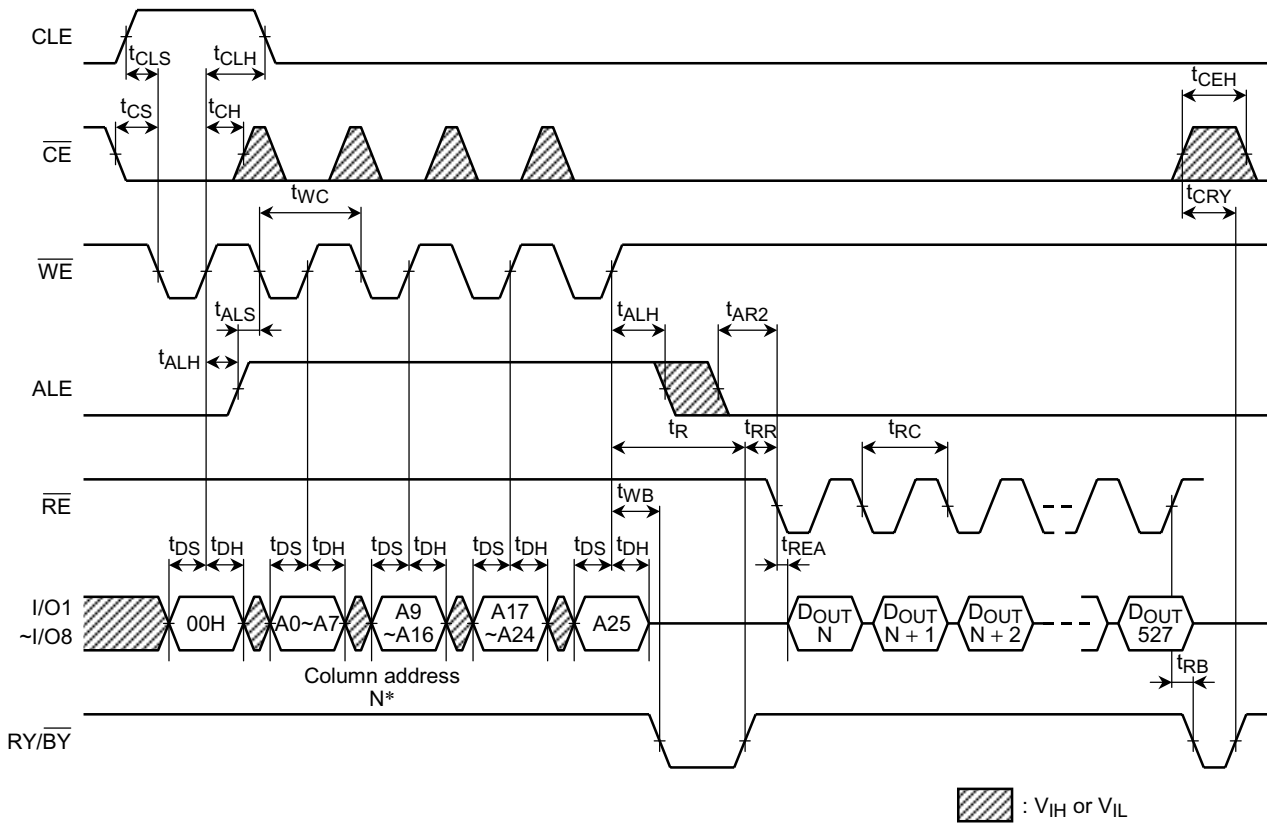 CLE
tCLS
tCLH
tCEH
tCS
tCH
CE
tWC
tCRY
WE
tALS
tALH
tAR2
tALH
ALE
tR
tRR
tRC
RE
tWB
tDS
tDH
tDS
tDH
tDS
tDH
tDS
tDH
tDS
tDH
tREA
I/O1
~I/O8
00H
A0~A7
A9
~A16
A17
~A24
A25
DOUT
N
DOUT
N + 1
DOUT
N + 2
DOUT
527
Column address
N*
tRB
RY/BY
: VIH or VIL